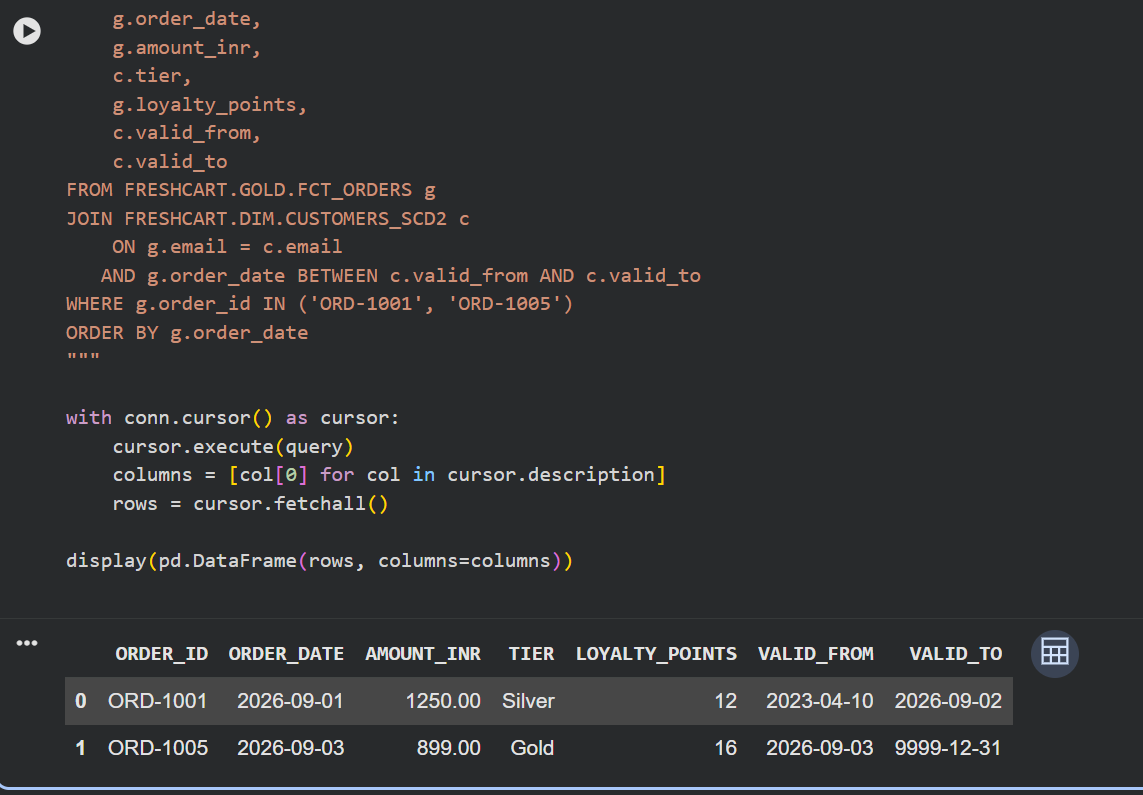 g.order_date,
    g.amount_inr,
    c.tier,
    g.loyalty_points,
    c.valid_from,
    c.valid_to
FROM FRESHCART.GOLD.FCT_ORDERS g
JOIN FRESHCART.DIM.CUSTOMERS_SCD2 c
    ON g.email = c.email
   AND g.order_date BETWEEN c.valid_from AND c.valid_to
WHERE g.order_id IN ('ORD-1001', 'ORD-1005')
ORDER BY g.order_date
"""

with conn.cursor() as cursor:
    cursor.execute(query)
    columns = [col[0] for col in cursor.description]
    rows = cursor.fetchall()

display(pd.DataFrame(rows, columns=columns))

ORDER_ID ORDER_DATE AMOUNT_INR TIER LOYALTY_POINTS VALID_FROM VALID_TO
0 ORD-1001 2026-09-01 1250.00 Silver 12 2023-04-10 2026-09-02
1 ORD-1005 2026-09-03 899.00 Gold 16 2026-09-03 9999-12-31